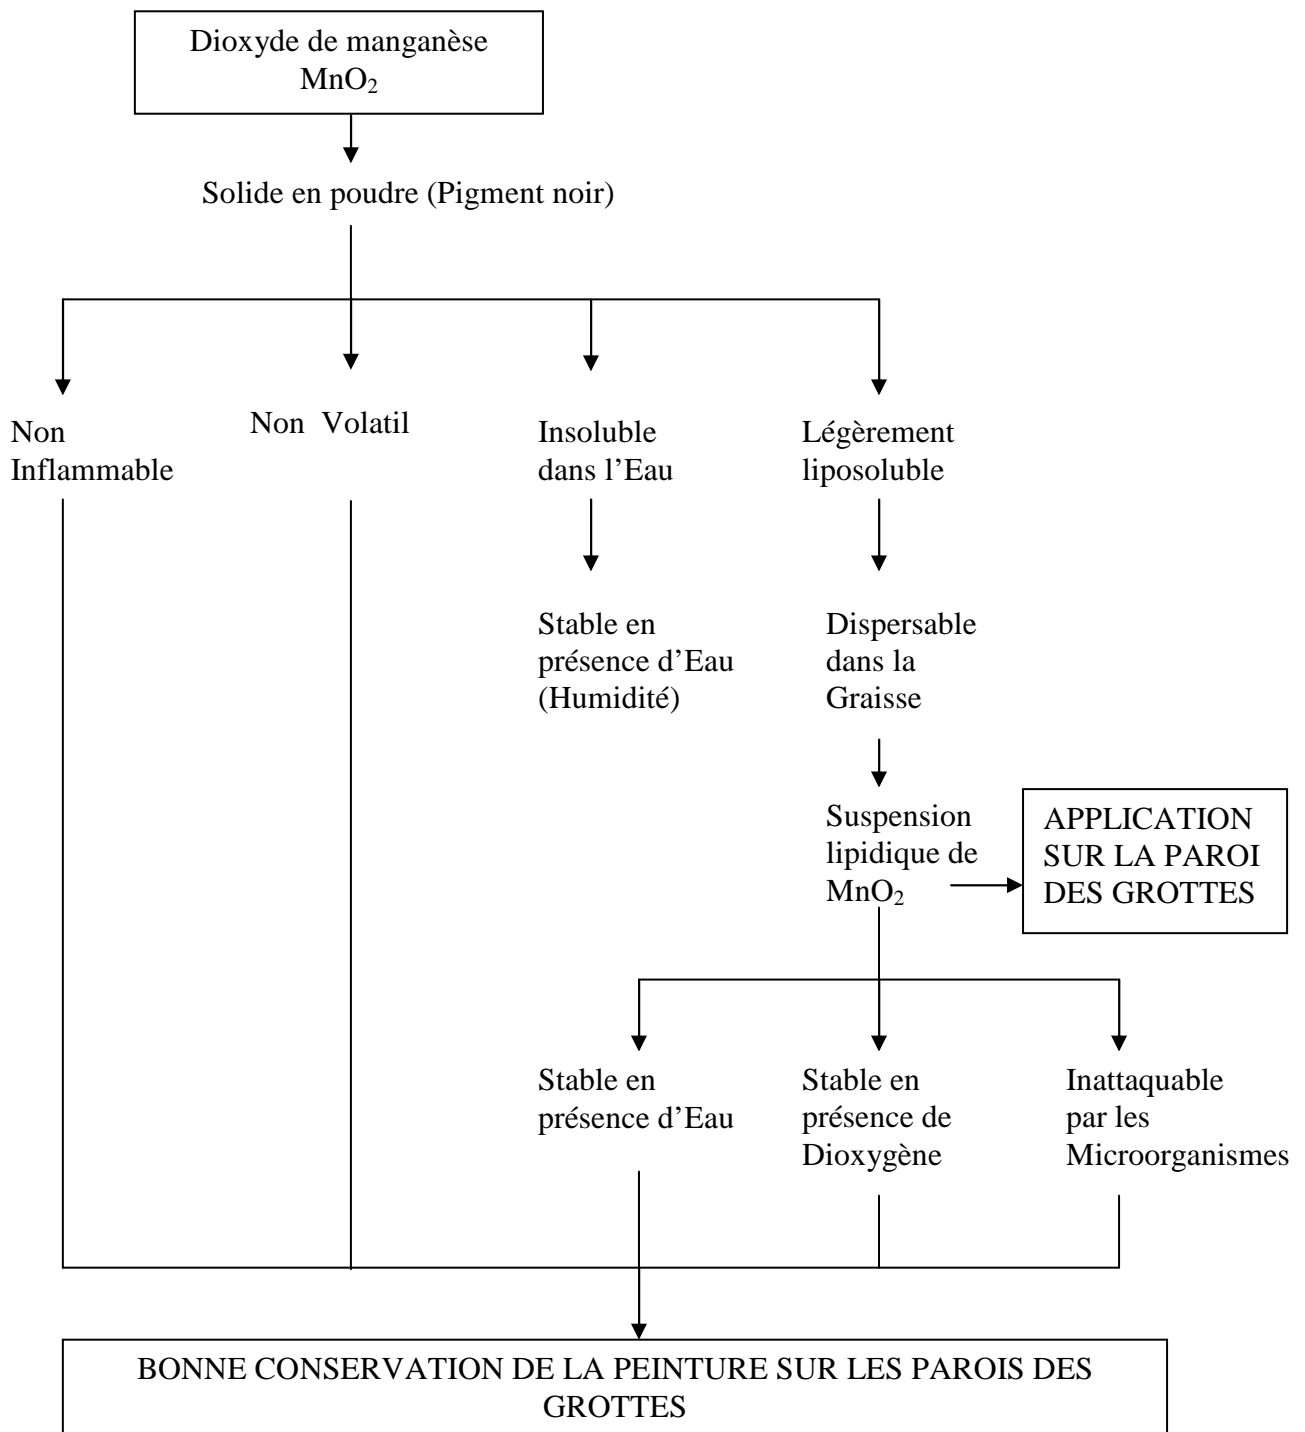 Dioxyde de manganèse
MnO₂
Solide en poudre (Pigment noir)
Non
Inflammable
Non Volatil
Insoluble
dans l’Eau
Légèrement
liposoluble
Stable en
présence d’Eau
(Humidité)
Dispersable
dans la
Graisse
Suspension
lipidique de
MnO₂
APPLICATION
SUR LA PAROI
DES GROTTES
Stable en
présence d’Eau
Stable en
présence de
Dioxygène
Inattaquable
par les
Microorganismes
BONNE CONSERVATION DE LA PEINTURE SUR LES PAROIS DES
GROTTES